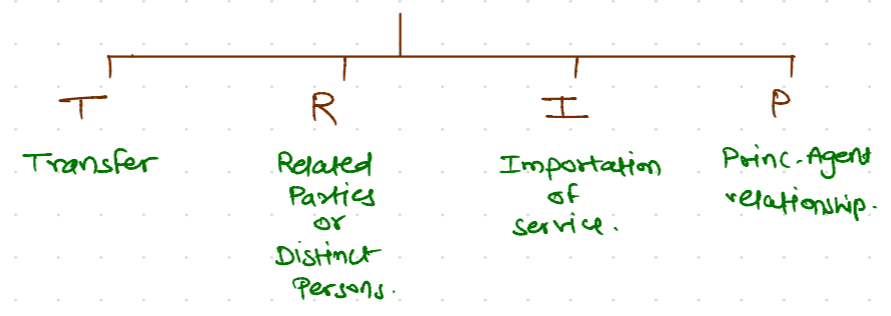 T R I P
Transfer
Related
Parties
or
Distinct
Persons.
Importation
of
service.
Princ-Agent
relationship.